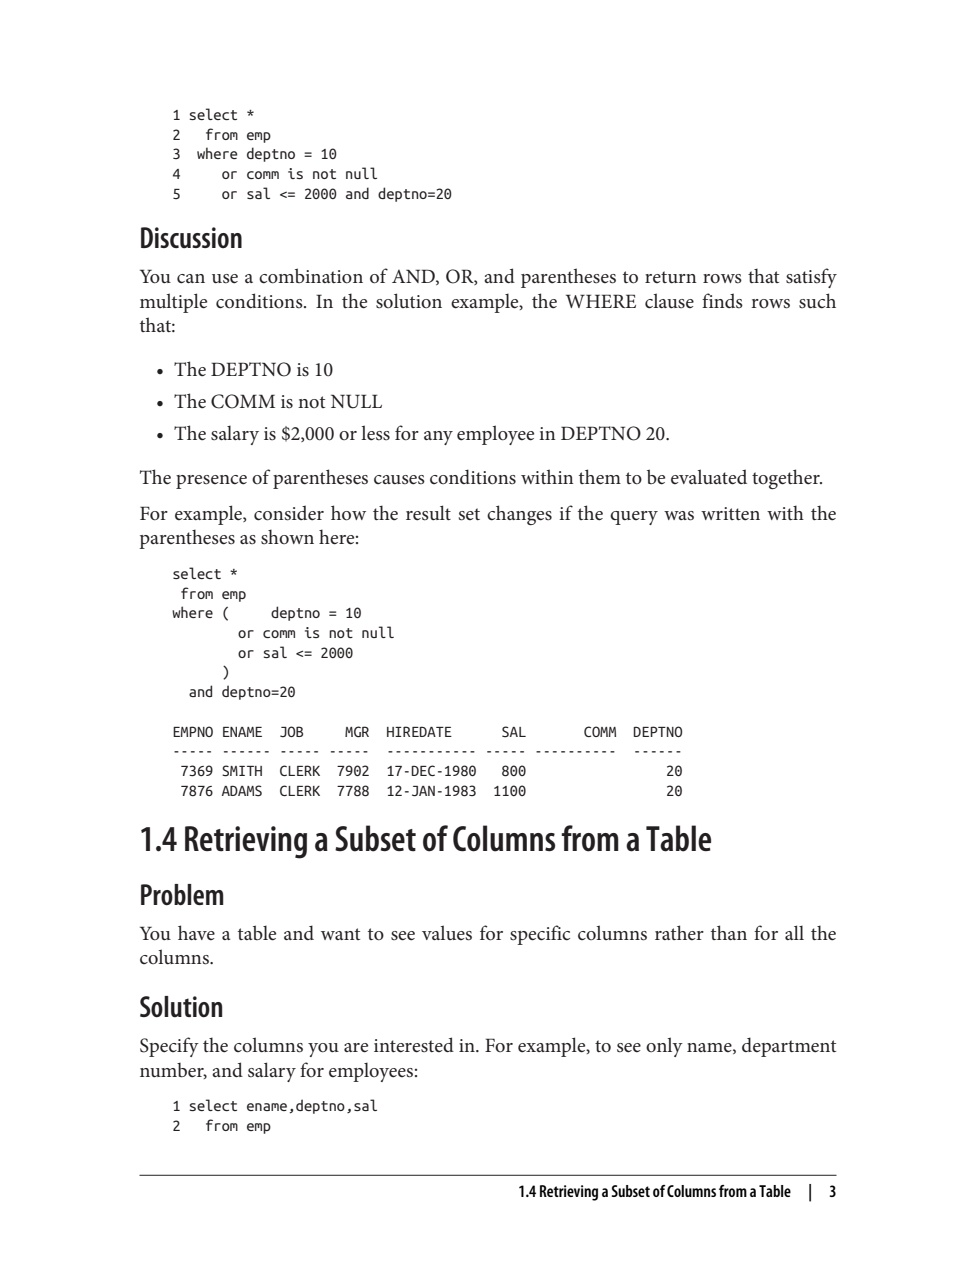 1 select *
2   from emp
3  where deptno = 10
4     or comm is not null
5     or sal <= 2000 and deptno=20
Discussion
You can use a combination of AND, OR, and parentheses to return rows that satisfy
multiple conditions. In the solution example, the WHERE clause finds rows such
that:
• The DEPTNO is 10
• The COMM is not NULL
• The salary is $2,000 or less for any employee in DEPTNO 20.
The presence of parentheses causes conditions within them to be evaluated together.
For example, consider how the result set changes if the query was written with the
parentheses as shown here:
select *
 from emp
where (     deptno = 10
        or comm is not null
        or sal <= 2000
      )
  and deptno=20
EMPNO ENAME  JOB     MGR  HIREDATE      SAL       COMM  DEPTNO
----- ------ ----- -----  ----------- ----- ----------  ------
 7369 SMITH  CLERK  7902  17-DEC-1980   800                 20
 7876 ADAMS  CLERK  7788  12-JAN-1983  1100                 20
1.4 Retrieving a Subset of Columns from a Table
Problem
You have a table and want to see values for specific columns rather than for all the
columns.
Solution
Specify the columns you are interested in. For example, to see only name, department
number, and salary for employees:
1 select ename,deptno,sal
2   from emp
1.4 Retrieving a Subset of Columns from a Table | 3